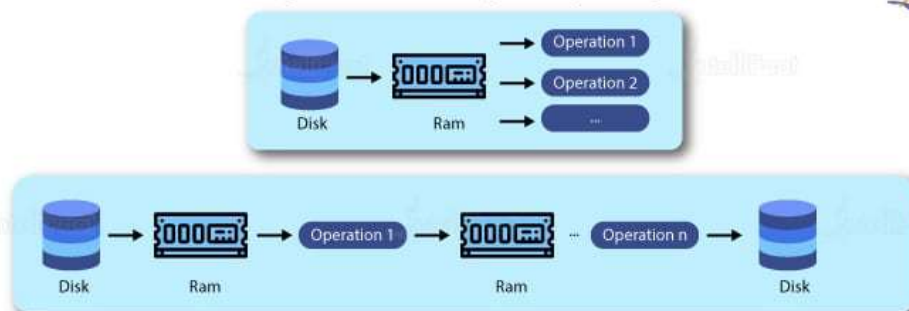 Operation 1
Operation 2
...
Disk Ram
Operation 1 ... Operation n
Disk Ram Ram Disk